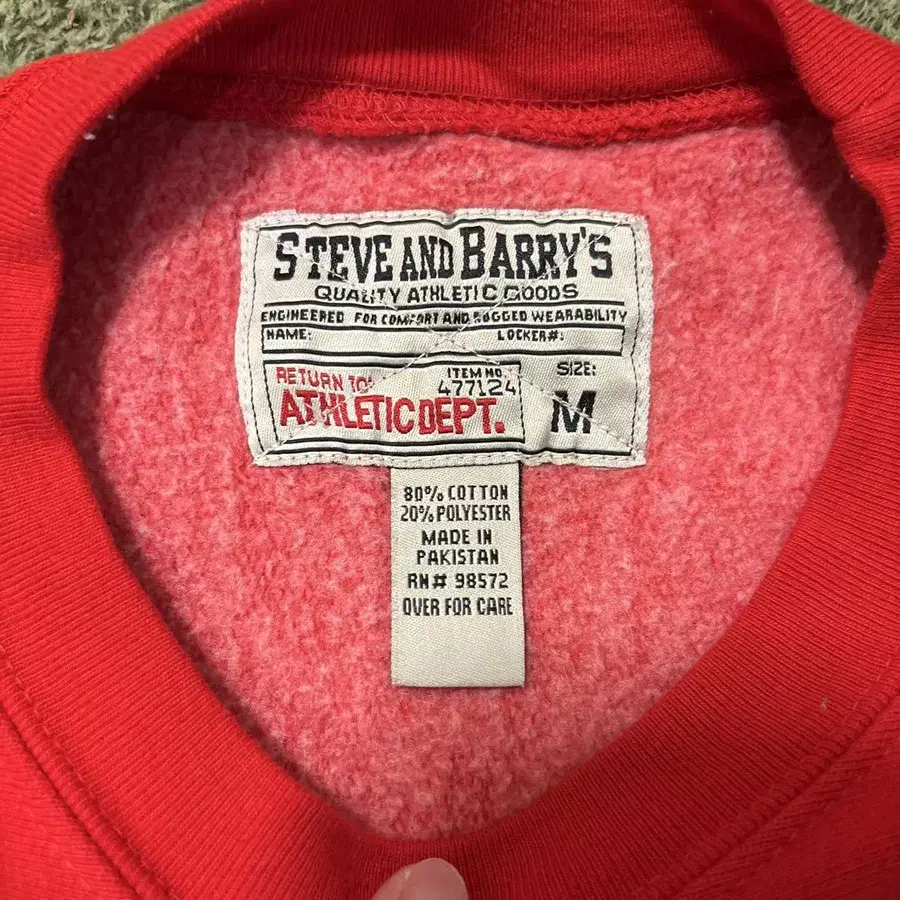 STEVE AND BARRY'S
QUALITY ATHLETIC GOODS
ENGINEERED FOR COMFORT AND RUGGED WEARABILITY
NAME: LOCKER#:
RETURN TO: ITEM NO. SIZE:
477124
ATHLETIC DEPT. M
80% COTTON
20% POLYESTER
MADE IN
PAKISTAN
RN# 98572
OVER FOR CARE